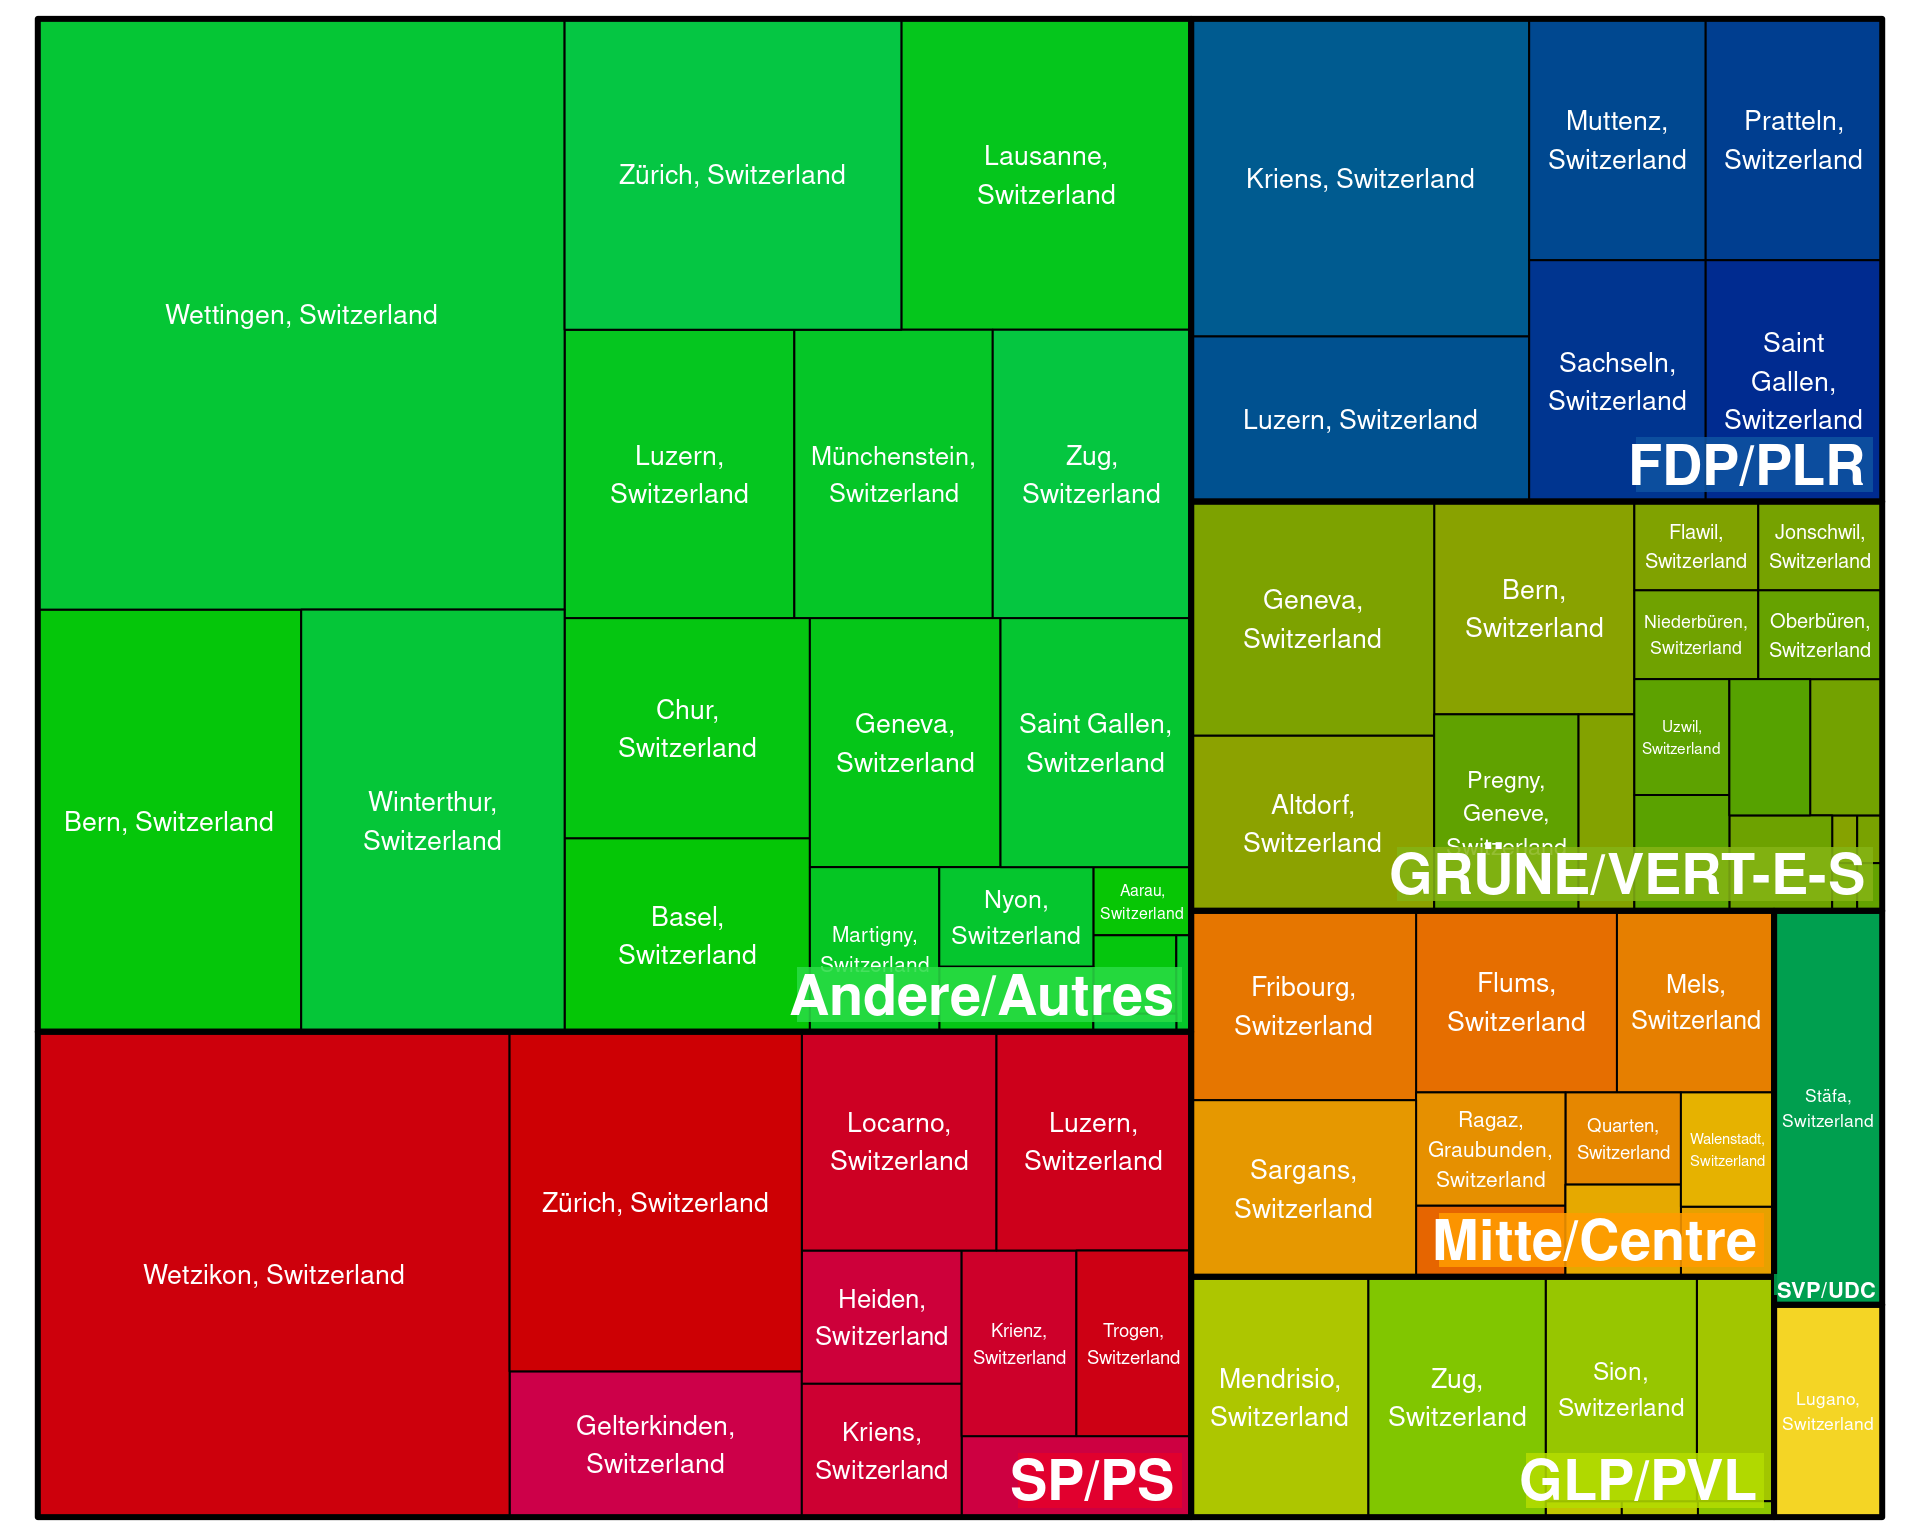 Wettingen, Switzerland
Zürich, Switzerland
Lausanne,
Switzerland
Luzern,
Switzerland
Münchenstein,
Switzerland
Zug,
Switzerland
Bern, Switzerland
Winterthur,
Switzerland
Chur,
Switzerland
Geneva,
Switzerland
Saint Gallen,
Switzerland
Basel,
Switzerland
Martigny,
Switzerland
Nyon,
Switzerland
Aarau,
Switzerland
Andere/Autres
Wetzikon, Switzerland
Zürich, Switzerland
Gelterkinden,
Switzerland
Locarno,
Switzerland
Luzern,
Switzerland
Heiden,
Switzerland
Krienz,
Switzerland
Trogen,
Switzerland
Kriens,
Switzerland
SP/PS
Kriens, Switzerland
Muttenz,
Switzerland
Pratteln,
Switzerland
Luzern, Switzerland
Sachseln,
Switzerland
Saint
Gallen,
Switzerland
FDP/PLR
Geneva,
Switzerland
Bern,
Switzerland
Flawil,
Switzerland
Jonschwil,
Switzerland
Niederbüren,
Switzerland
Oberbüren,
Switzerland
Altdorf,
Switzerland
Pregny,
Geneve,
Switzerland
Uzwil,
Switzerland
GRÜNE/VERT-E-S
Fribourg,
Switzerland
Flums,
Switzerland
Mels,
Switzerland
Sargans,
Switzerland
Ragaz,
Graubunden,
Switzerland
Quarten,
Switzerland
Walenstadt,
Switzerland
Mitte/Centre
Stäfa,
Switzerland
SVP/UDC
Mendrisio,
Switzerland
Zug,
Switzerland
Sion,
Switzerland
GLP/PVL
Lugano,
Switzerland